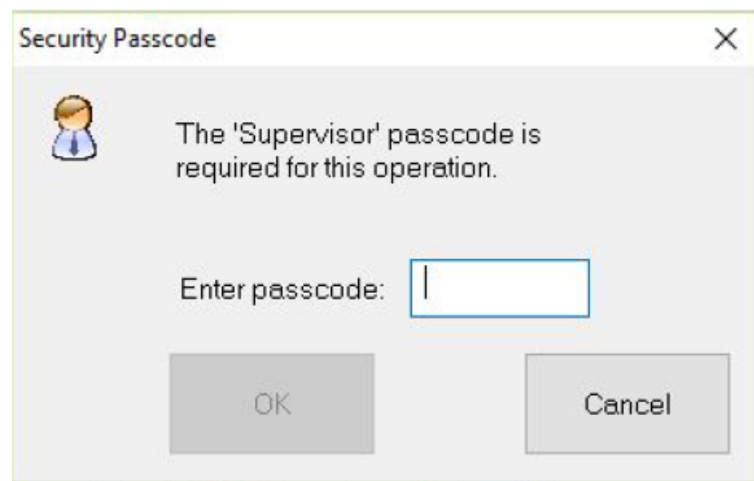 Security Passcode
The 'Supervisor' passcode is
required for this operation.
Enter passcode:
OK
Cancel